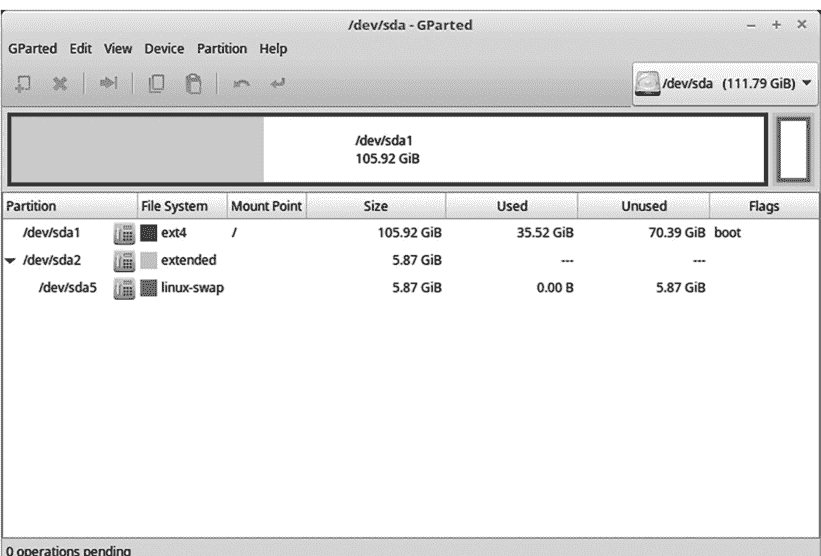 /dev/sda - GParted
GParted Edit View Device Partition Help
/dev/sda (111.79 GiB)
/dev/sda1
105.92 GiB
Partition File System Mount Point Size Used Unused Flags
/dev/sda1 ext4 / 105.92 GiB 35.52 GiB 70.39 GiB boot
/dev/sda2 extended 5.87 GiB --- ---
/dev/sda5 linux-swap 5.87 GiB 0.00 B 5.87 GiB
0 operations pending